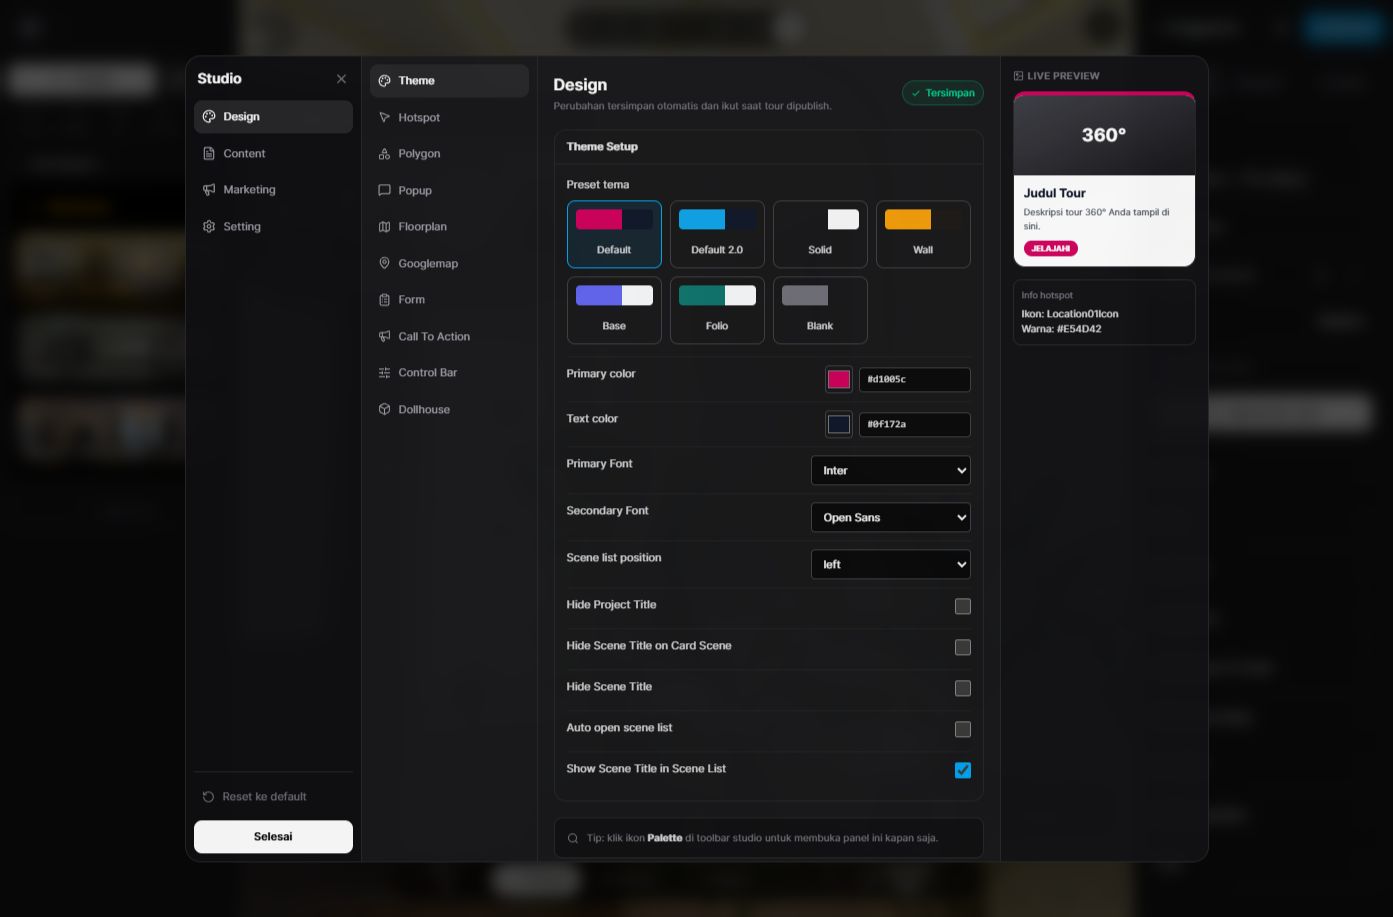 Studio
Design
Content
Marketing
Setting
Reset ke default
Selesai
Theme
Hotspot
Polygon
Popup
Floorplan
Googlemap
Form
Call To Action
Control Bar
Dollhouse
Design
Perubahan tersimpan otomatis dan ikut saat tour dipublish.
Tersimpan
Theme Setup
Preset tema
Default
Default 2.0
Solid
Wall
Base
Folio
Blank
Primary color
#d1005c
Text color
#0f172a
Primary Font
Inter
Secondary Font
Open Sans
Scene list position
left
Hide Project Title
Hide Scene Title on Card Scene
Hide Scene Title
Auto open scene list
Show Scene Title in Scene List
Tip: klik ikon Palette di toolbar studio untuk membuka panel ini kapan saja.
LIVE PREVIEW
360°
Judul Tour
Deskripsi tour 360° Anda tampil di
sini.
JELAJAHI
Info hotspot
Ikon: Location01Icon
Warna: #E54D42